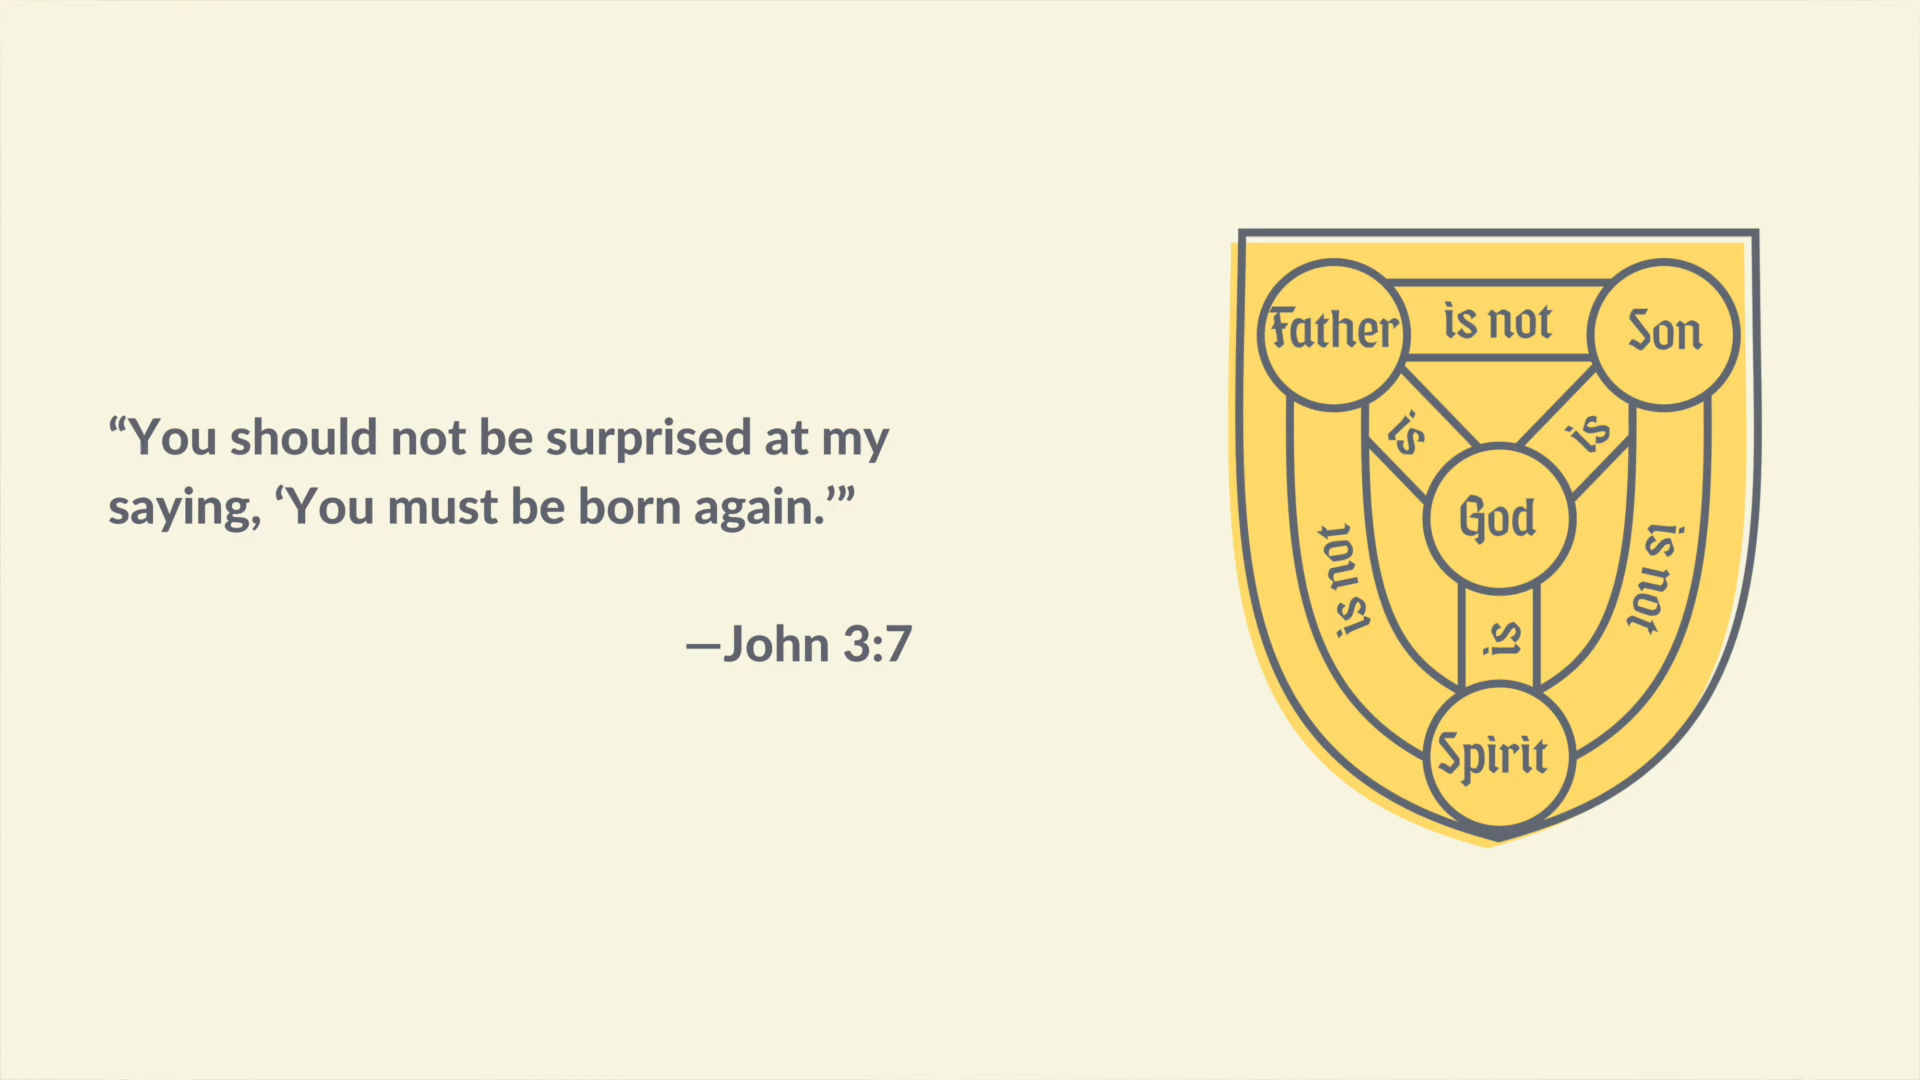 “You should not be surprised at my
saying, ‘You must be born again.’”
—John 3:7
Father is not Son
is is
God
is not is not
is
Spirit